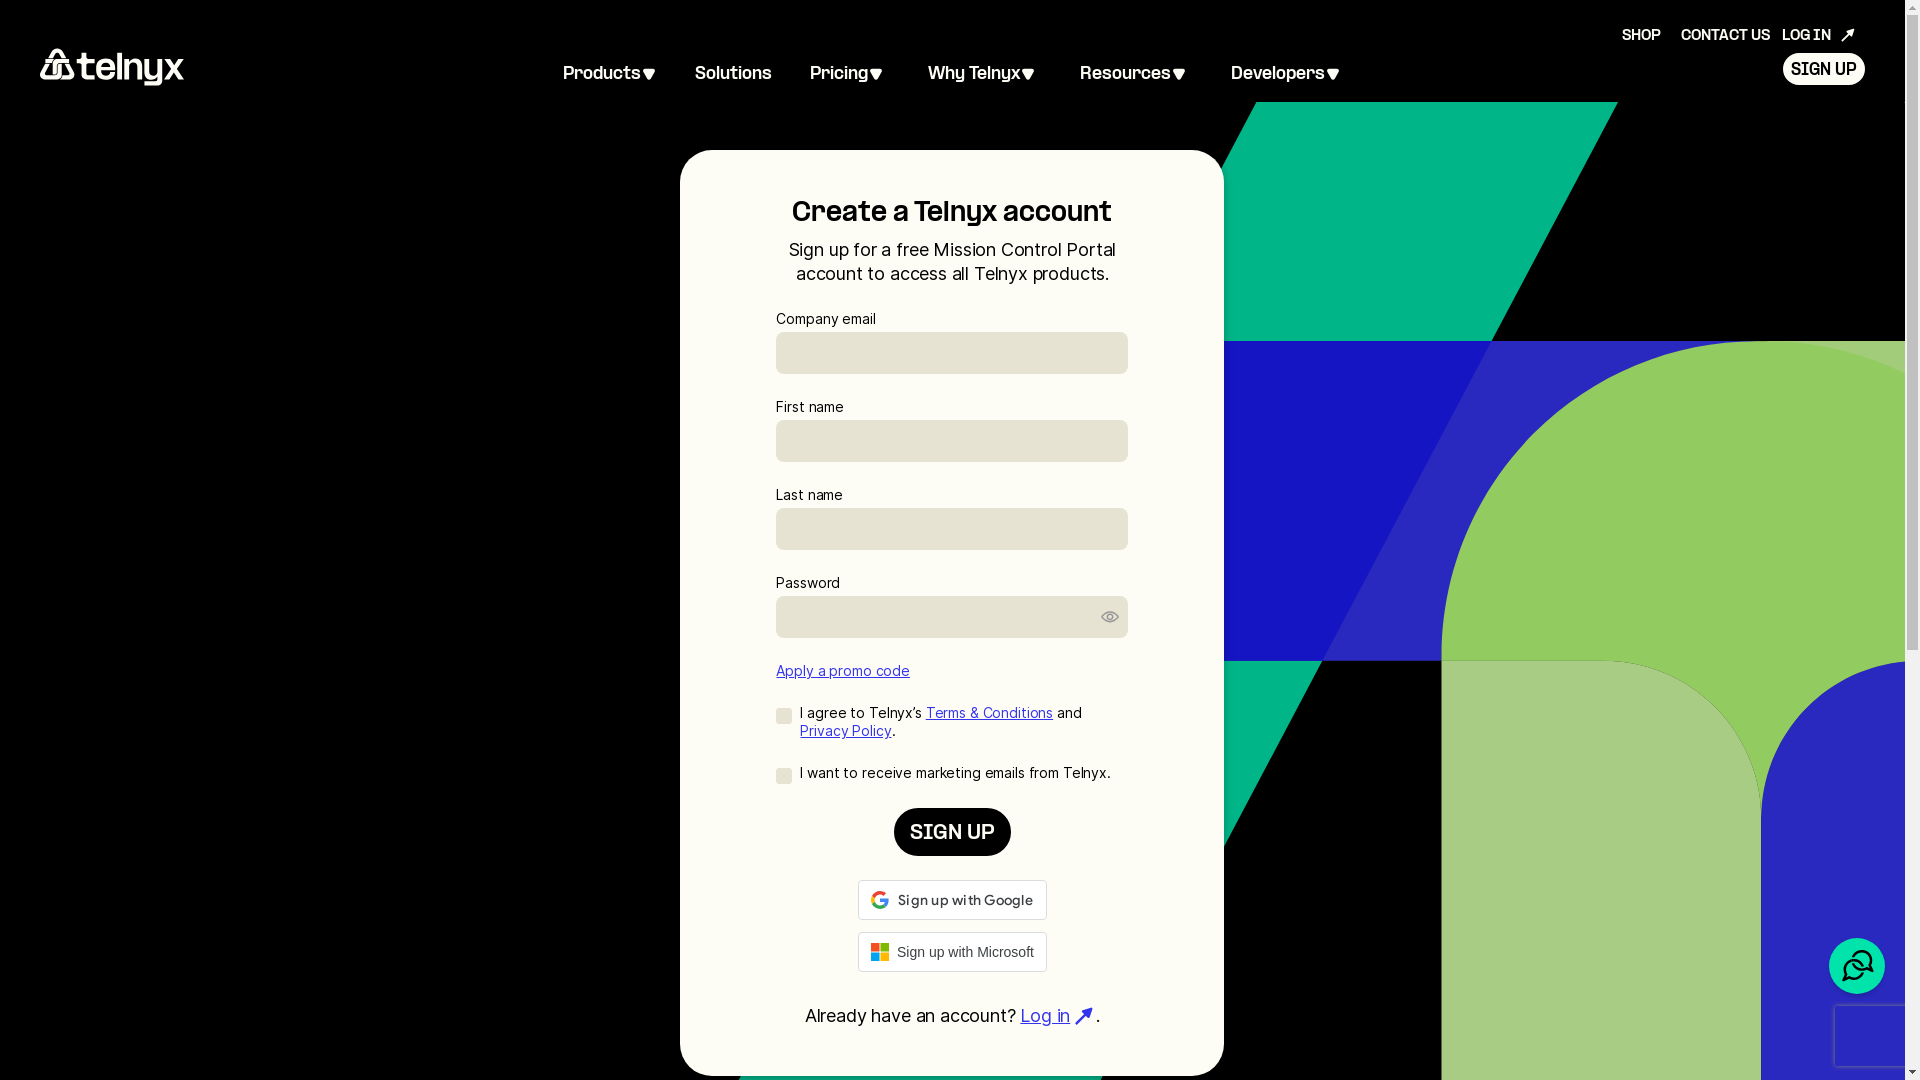 SHOP CONTACT US LOG IN
telnyx
Products Solutions Pricing Why Telnyx Resources Developers
SIGN UP
Create a Telnyx account
Sign up for a free Mission Control Portal
account to access all Telnyx products.
Company email
First name
Last name
Password
Apply a promo code
I agree to Telnyx’s Terms & Conditions and
Privacy Policy.
I want to receive marketing emails from Telnyx.
SIGN UP
Sign up with Google
Sign up with Microsoft
Already have an account? Log in .